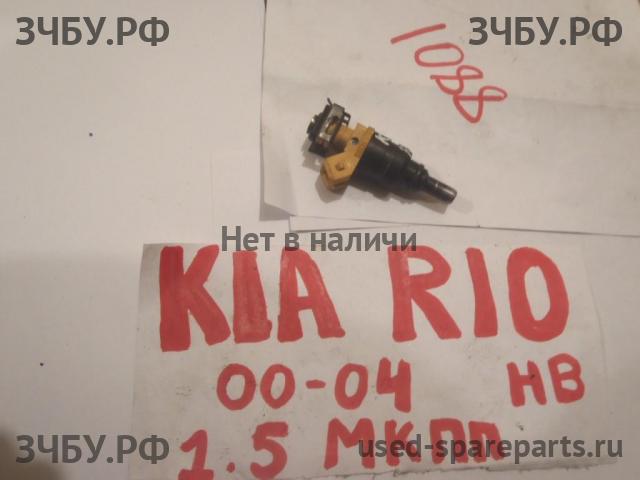 ЗЧБУ.РФ
ЗЧБУ.РФ
1088
Нет в наличии
KIA RIO
00-04 HB
1.5 МКПП
ЗЧБУ.РФ
used-spareparts.ru